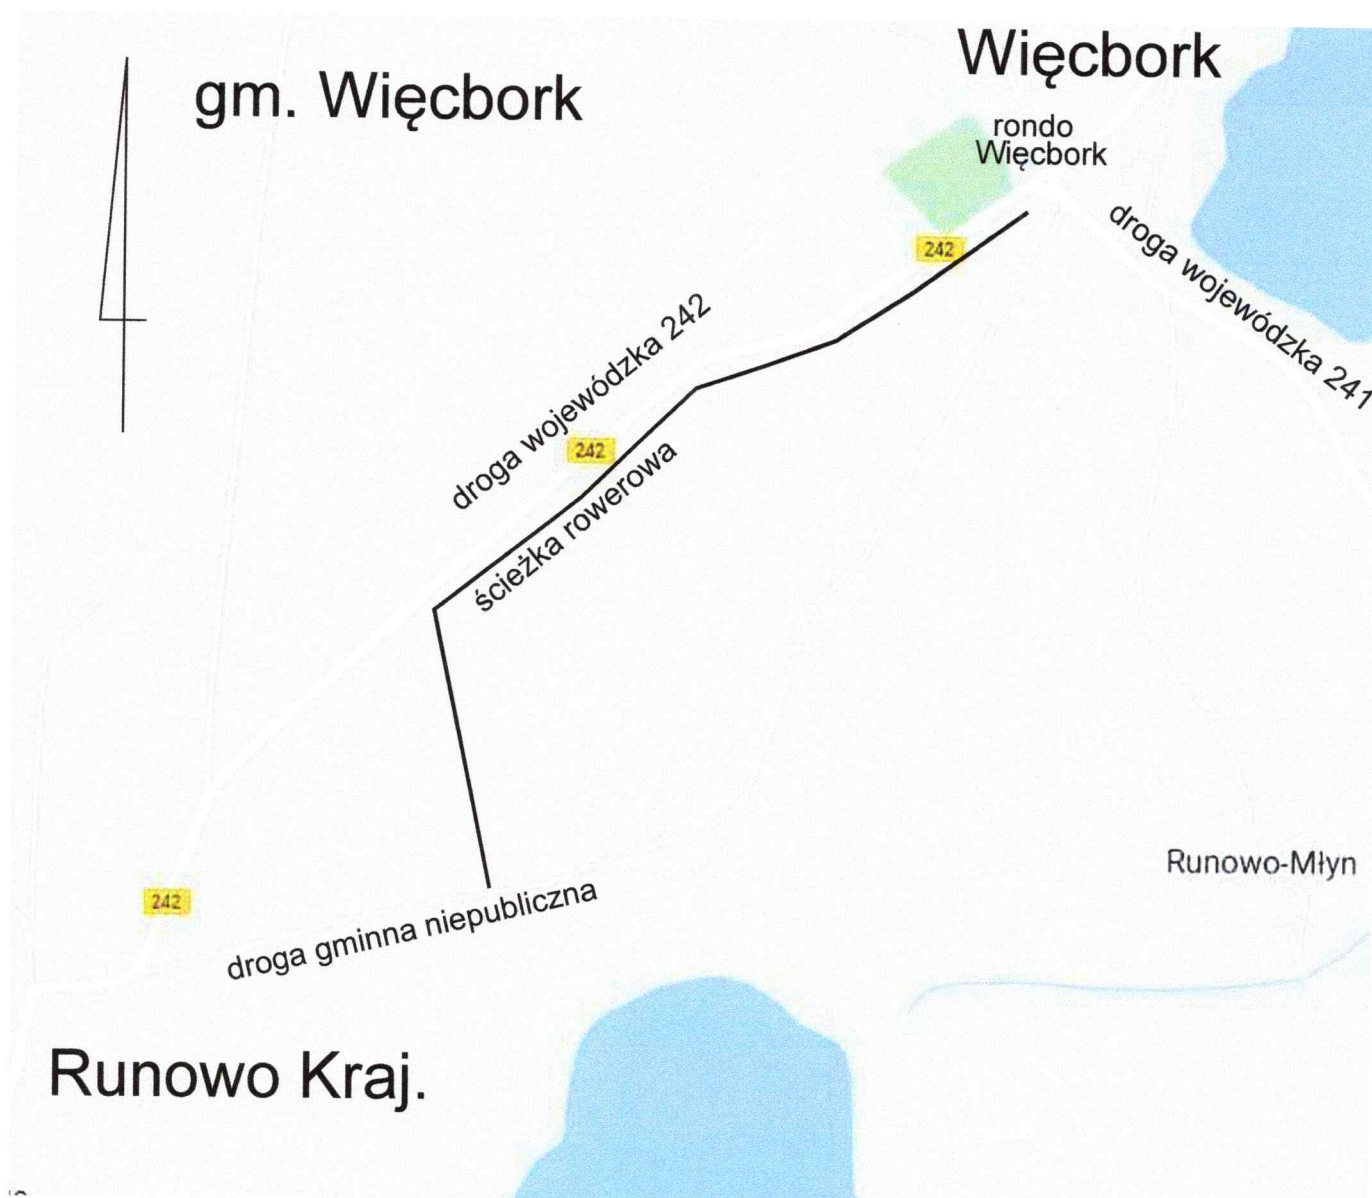 Więcbork
gm. Więcbork
rondo
Więcbork
droga wojewódzka 241
242
droga wojewódzka 242
242
ścieżka rowerowa
Runowo-Młyn
242
droga gminna niepubliczna
Runowo Kraj.